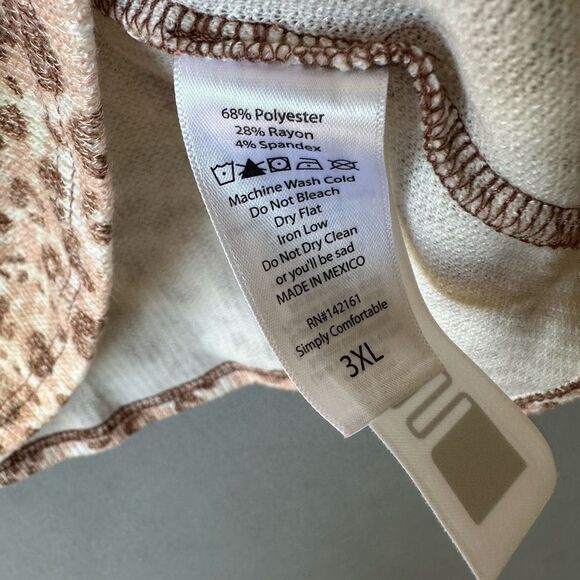 68% Polyester
28% Rayon
4% Spandex
Machine Wash Cold
Do Not Bleach
Dry Flat
Iron Low
Do Not Dry Clean
or you'll be sad
MADE IN MEXICO
RN#142161
Simply Comfortable
3XL